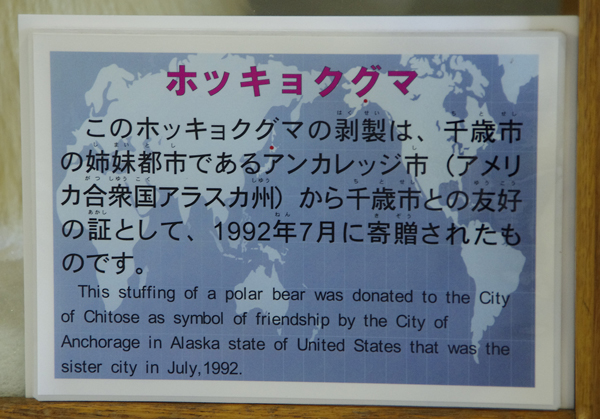 ホッキョクグマ
このホッキョクグマの剥製は、千歳市
の姉妹都市であるアンカレッジ市（アメリ
カ合衆国アラスカ州）から千歳市との友好
の証として、1992年7月に寄贈されたも
のです。
This stuffing of a polar bear was donated to the City
of Chitose as symbol of friendship by the City of
Anchorage in Alaska state of United States that was the
sister city in July,1992.